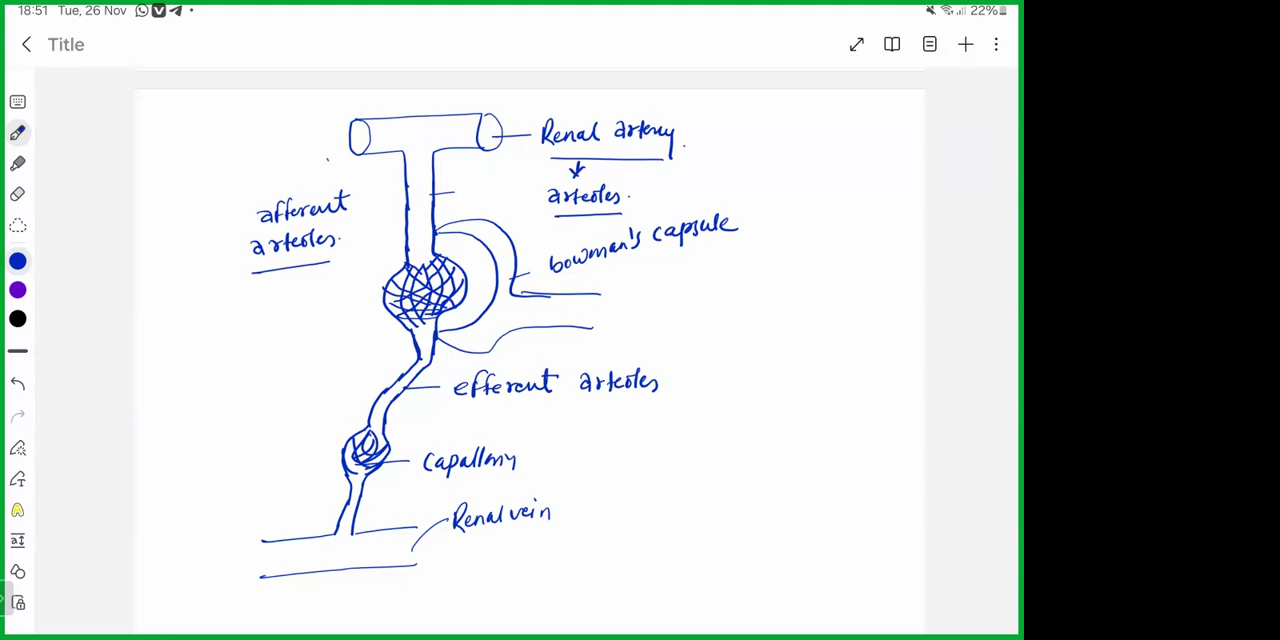 18:51 Tue, 26 Nov
22%
Title
Renal artery.
arteoles.
afferent
arteoles.
bowman's capsule
efferent arteoles
Capallary
Renal vein